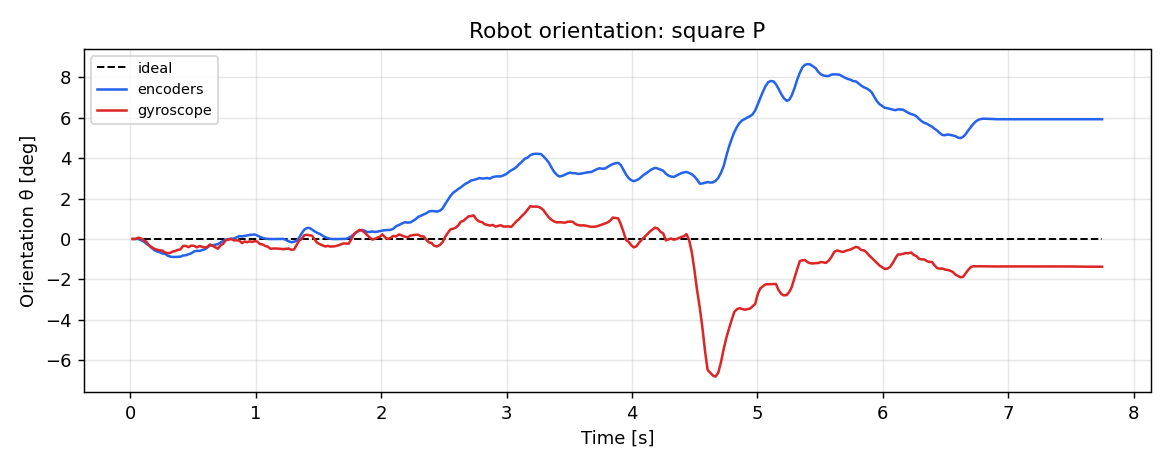 Robot orientation: square P
ideal
encoders
gyroscope
Orientation θ [deg]
8
6
4
2
0
−2
−4
−6
0 1 2 3 4 5 6 7 8
Time [s]